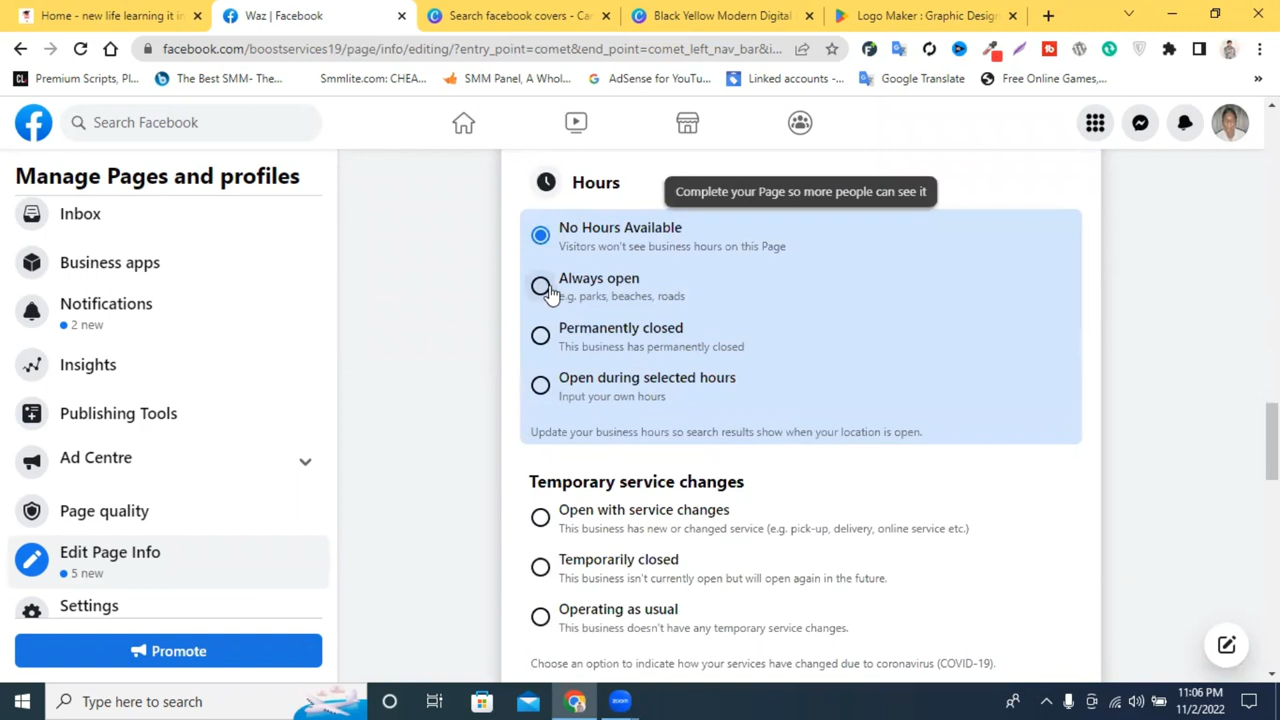 Home - new life learning it in
Waz | Facebook
Search facebook covers - Can
Black Yellow Modern Digital
Logo Maker : Graphic Design
facebook.com/boostservices19/page/info/editing/?entry_point=comet&end_point=comet_left_nav_bar&i...
Premium Scripts, Pl...
The Best SMM- The...
Smmlite.com: CHEA...
SMM Panel, A Whol...
AdSense for YouTu...
Linked accounts -...
Google Translate
Free Online Games,...
Search Facebook
Manage Pages and profiles
Inbox
Business apps
Notifications
2 new
Insights
Publishing Tools
Ad Centre
Page quality
Edit Page Info
5 new
Settings
Promote
Hours
Complete your Page so more people can see it
No Hours Available
Visitors won't see business hours on this Page
Always open
e.g. parks, beaches, roads
Permanently closed
This business has permanently closed
Open during selected hours
Input your own hours
Update your business hours so search results show when your location is open.
Temporary service changes
Open with service changes
This business has new or changed service (e.g. pick-up, delivery, online service etc.)
Temporarily closed
This business isn't currently open but will open again in the future.
Operating as usual
This business doesn't have any temporary service changes.
Choose an option to indicate how your services have changed due to coronavirus (COVID-19).
Type here to search
zoom
11:06 PM
11/2/2022